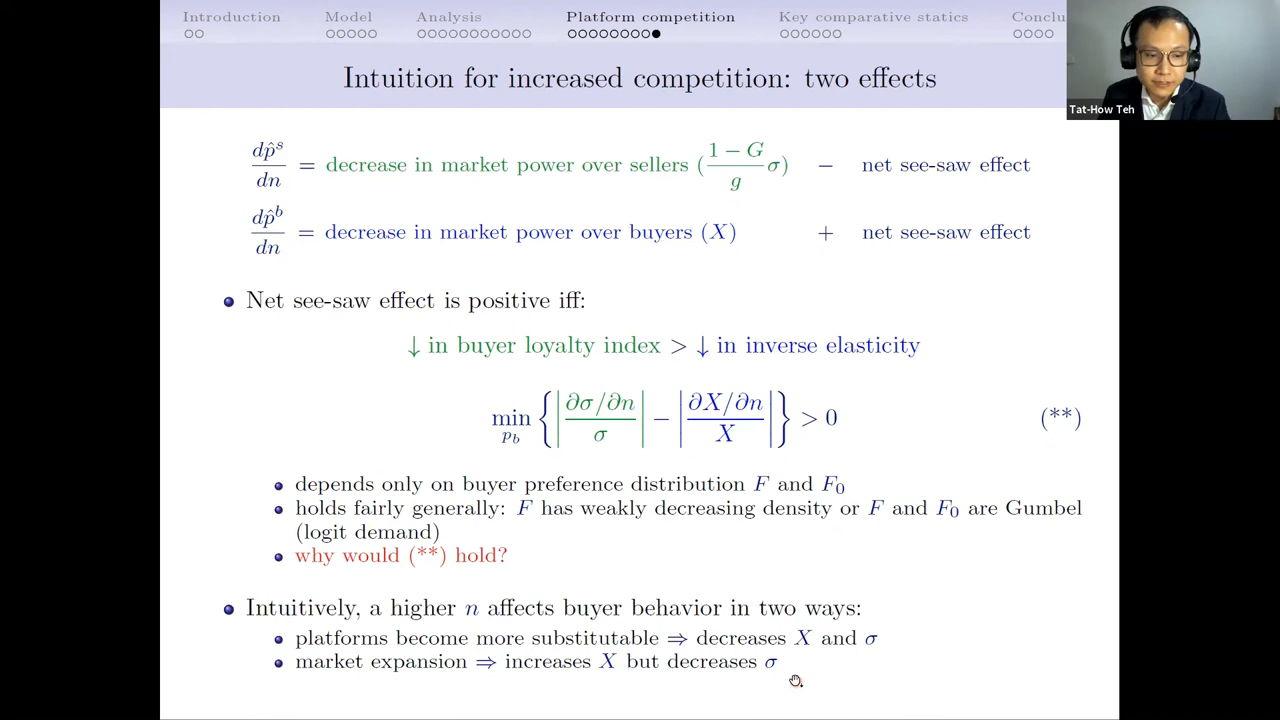 Introduction Model Analysis Platform competition Key comparative statics Conclu
Tat-How Teh
Intuition for increased competition: two effects
dp̂ˢ/dn = decrease in market power over sellers ((1 − G)/g σ) − net see-saw effect
dp̂ᵇ/dn = decrease in market power over buyers (X) + net see-saw effect
Net see-saw effect is positive iff:
↓ in buyer loyalty index > ↓ in inverse elasticity
min_{p_b} { |(∂σ/∂n)/σ| − |(∂X/∂n)/X| } > 0 (**)
depends only on buyer preference distribution F and F₀
holds fairly generally: F has weakly decreasing density or F and F₀ are Gumbel
(logit demand)
why would (**) hold?
Intuitively, a higher n affects buyer behavior in two ways:
platforms become more substitutable ⇒ decreases X and σ
market expansion ⇒ increases X but decreases σ